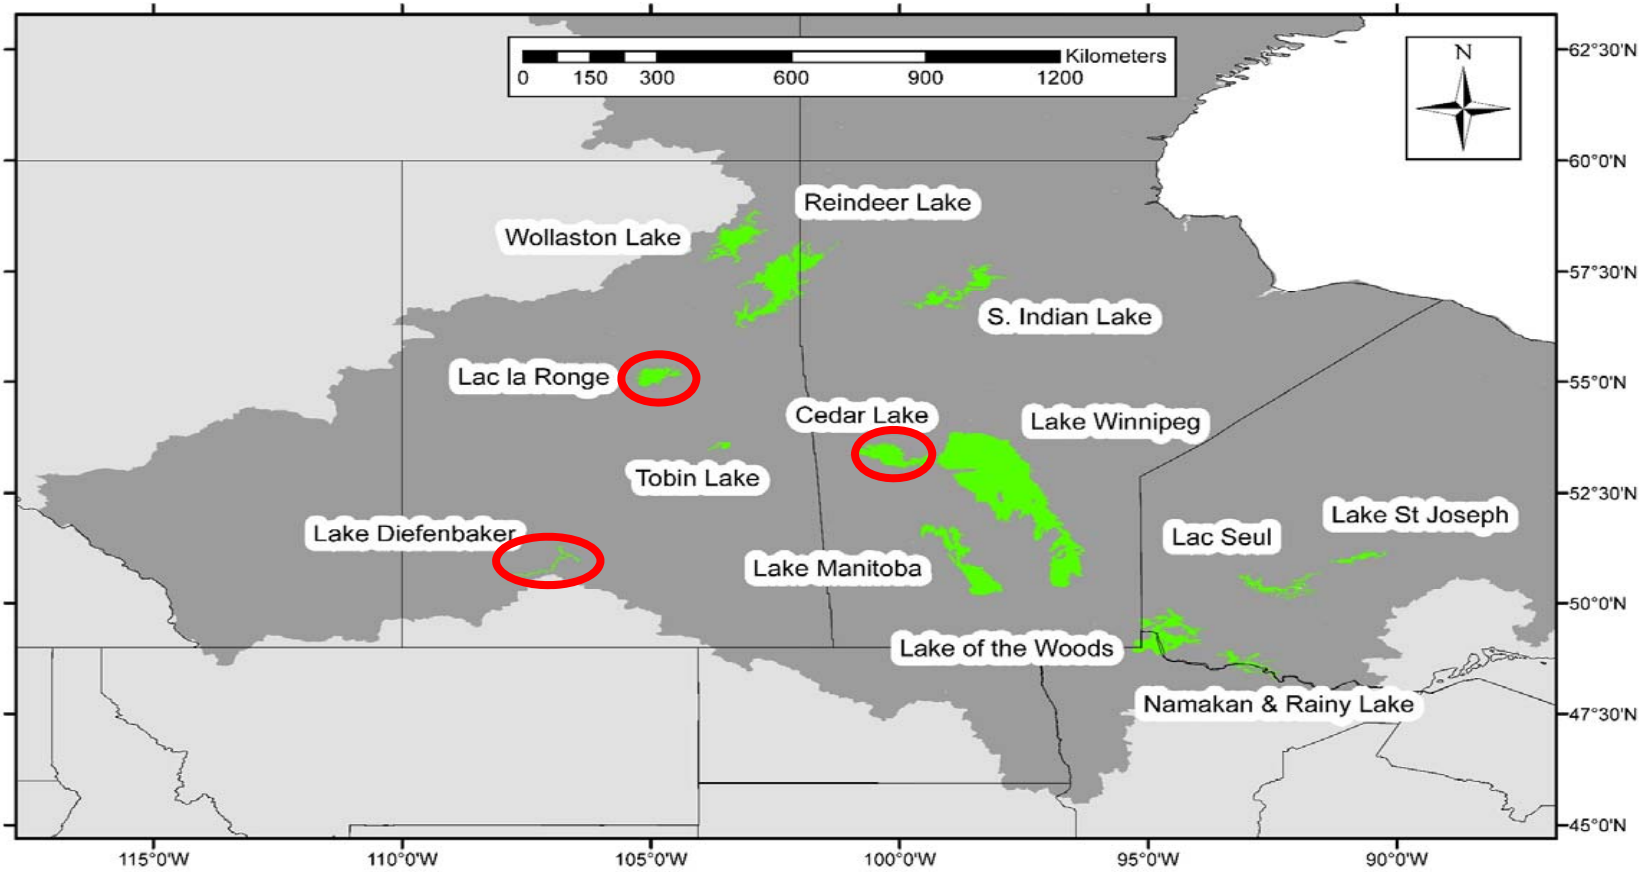 Kilometers
0 150 300 600 900 1200
N
62°30'N
60°0'N
Reindeer Lake
Wollaston Lake
57°30'N
S. Indian Lake
Lac la Ronge
55°0'N
Cedar Lake
Lake Winnipeg
Tobin Lake
52°30'N
Lake Diefenbaker
Lake St Joseph
Lac Seul
Lake Manitoba
50°0'N
Lake of the Woods
Namakan & Rainy Lake
47°30'N
45°0'N
115°0'W 110°0'W 105°0'W 100°0'W 95°0'W 90°0'W